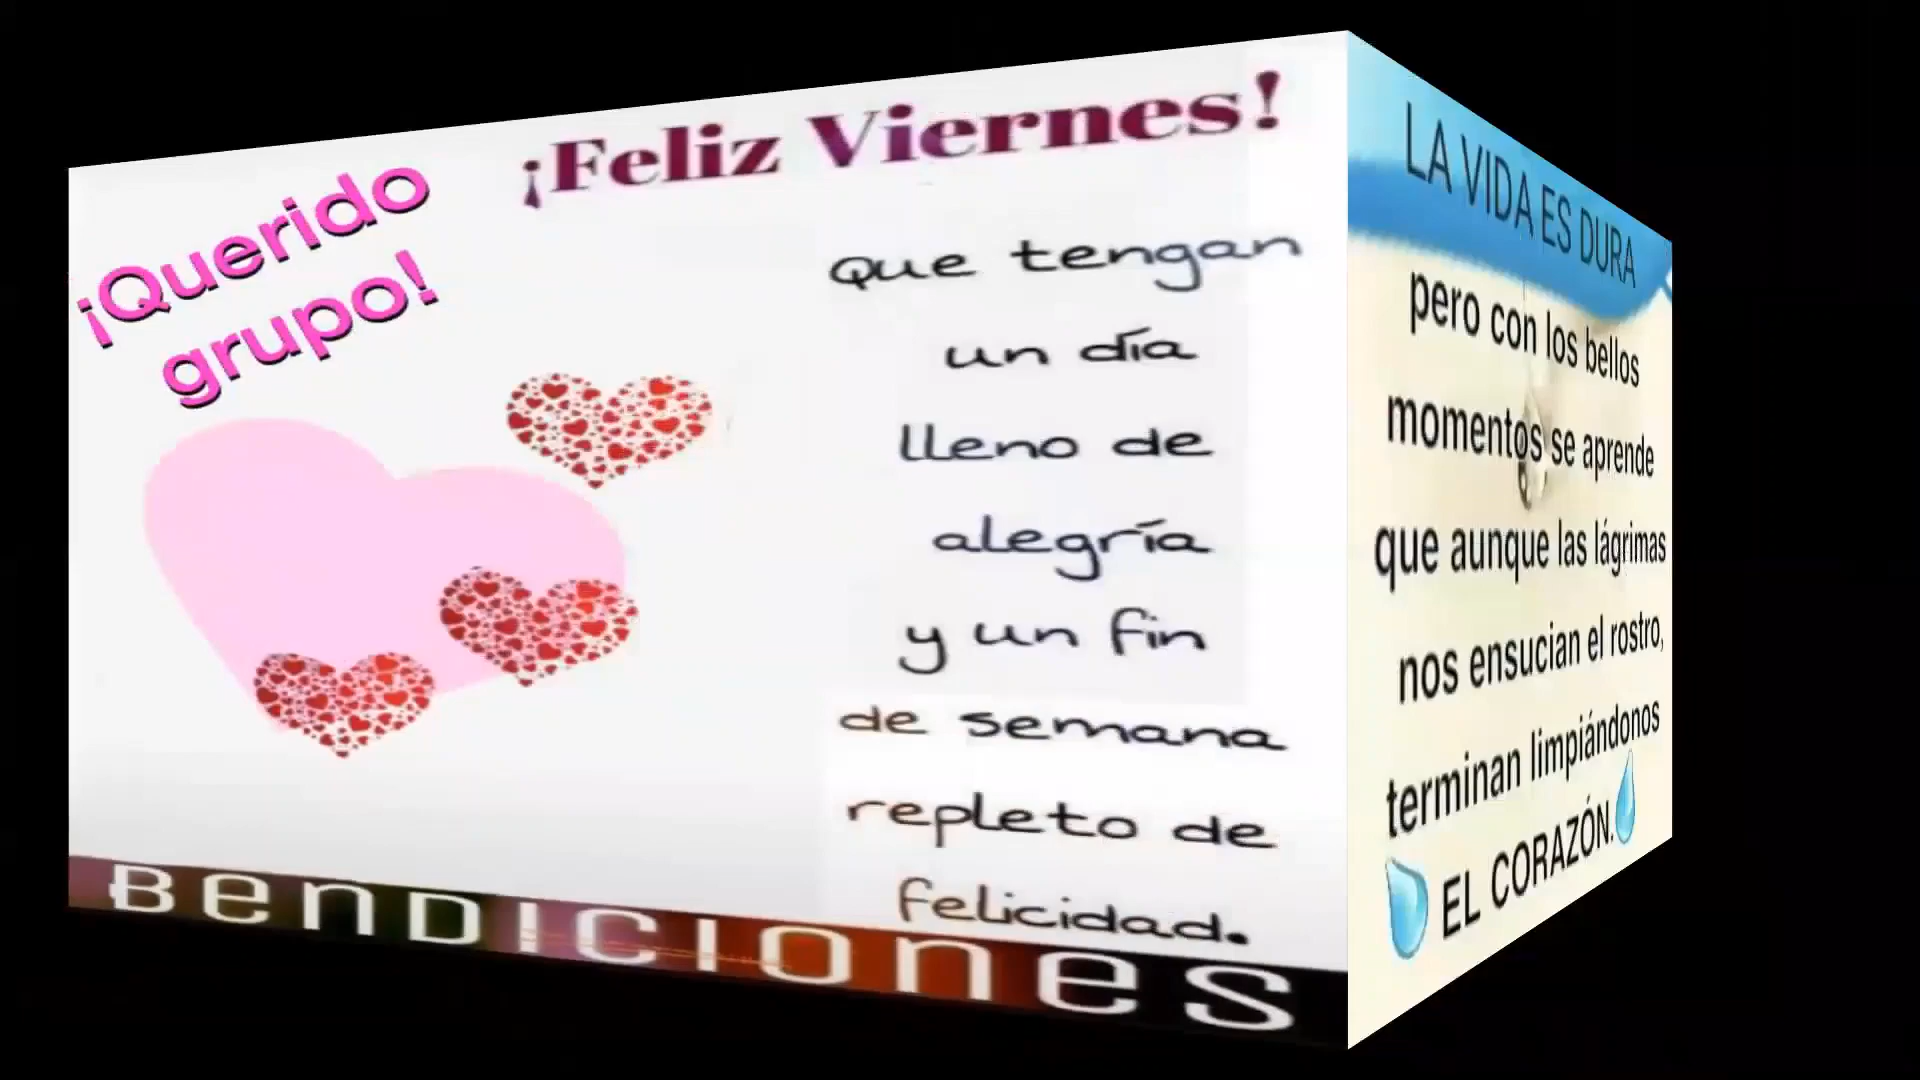 ¡Querido
grupo!
¡Feliz Viernes!
Que tengan
un día
lleno de
alegría
y un fin
de semana
repleto de
felicidad.
BenDICIOnes
LA VIDA ES DURA
pero con los bellos
momentos se aprende
que aunque las lágrimas
nos ensucian el rostro,
terminan limpiándonos
EL CORAZÓN.